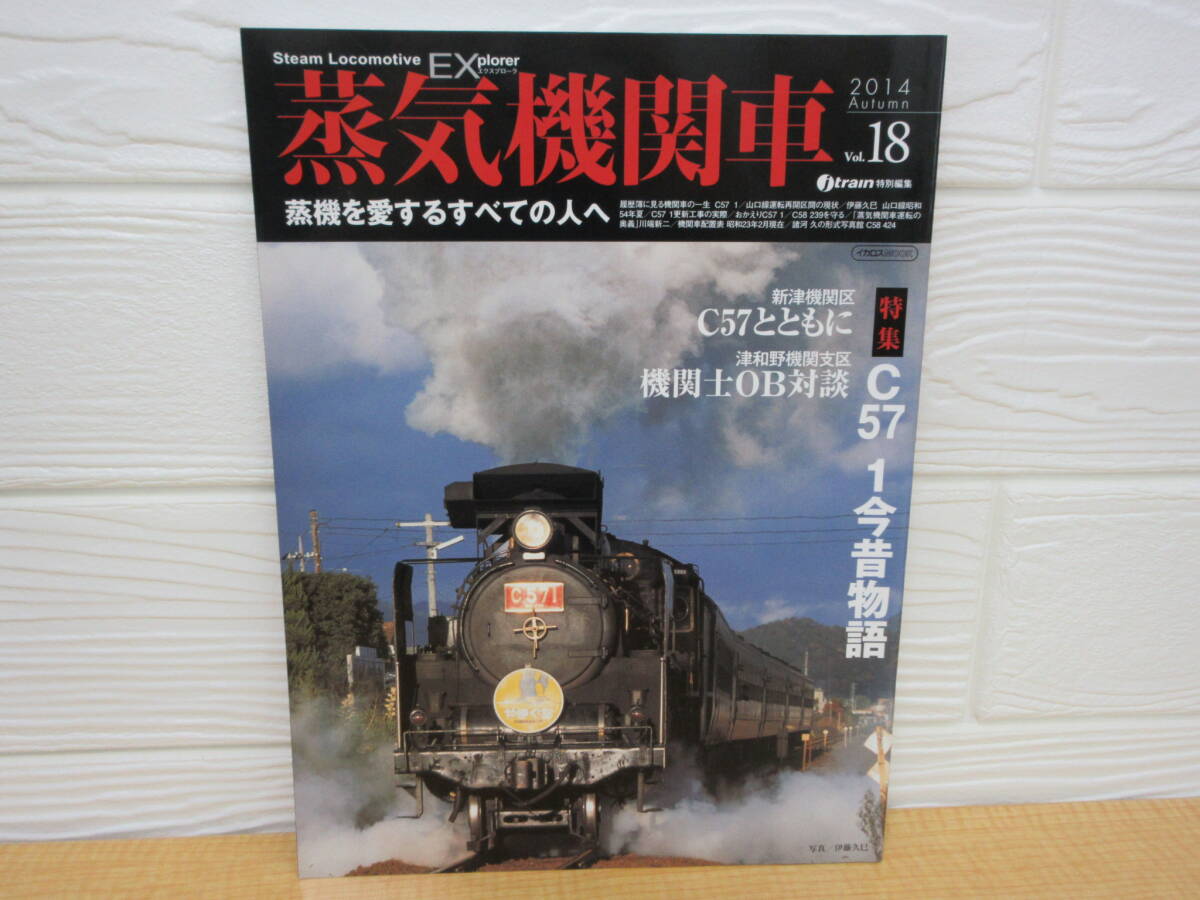 Steam Locomotive EXplorer
エクスプローラ
蒸気機関車
2014
Autumn
Vol.18
j train 特別編集
蒸機を愛するすべての人へ
履歴簿に見る機関車の一生 C57 1／山口線運転再開区間の現状／伊藤久巳 山口線昭和
54年夏／C57 1更新工事の実際／おかえりC57 1／C58 239を守る／「蒸気機関車運転の
奥義」川端新二／機関車配置表 昭和23年2月現在／諸河 久の形式写真館 C58 424
イカロスMOOK
新津機関区
C57とともに
津和野機関支区
機関士OB対談
特集
C57 1今昔物語
C571
写真／伊藤久巳